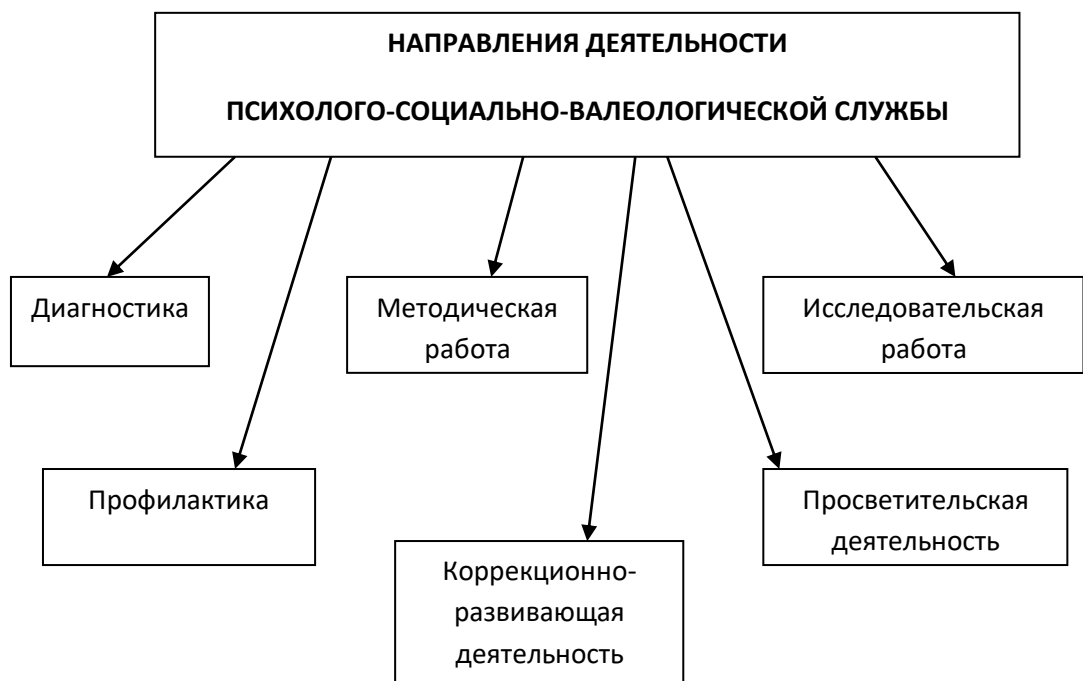 НАПРАВЛЕНИЯ ДЕЯТЕЛЬНОСТИ
ПСИХОЛОГО-СОЦИАЛЬНО-ВАЛЕОЛОГИЧЕСКОЙ СЛУЖБЫ
Диагностика
Методическая
работа
Исследовательская
работа
Профилактика
Просветительская
деятельность
Коррекционно-
развивающая
деятельность